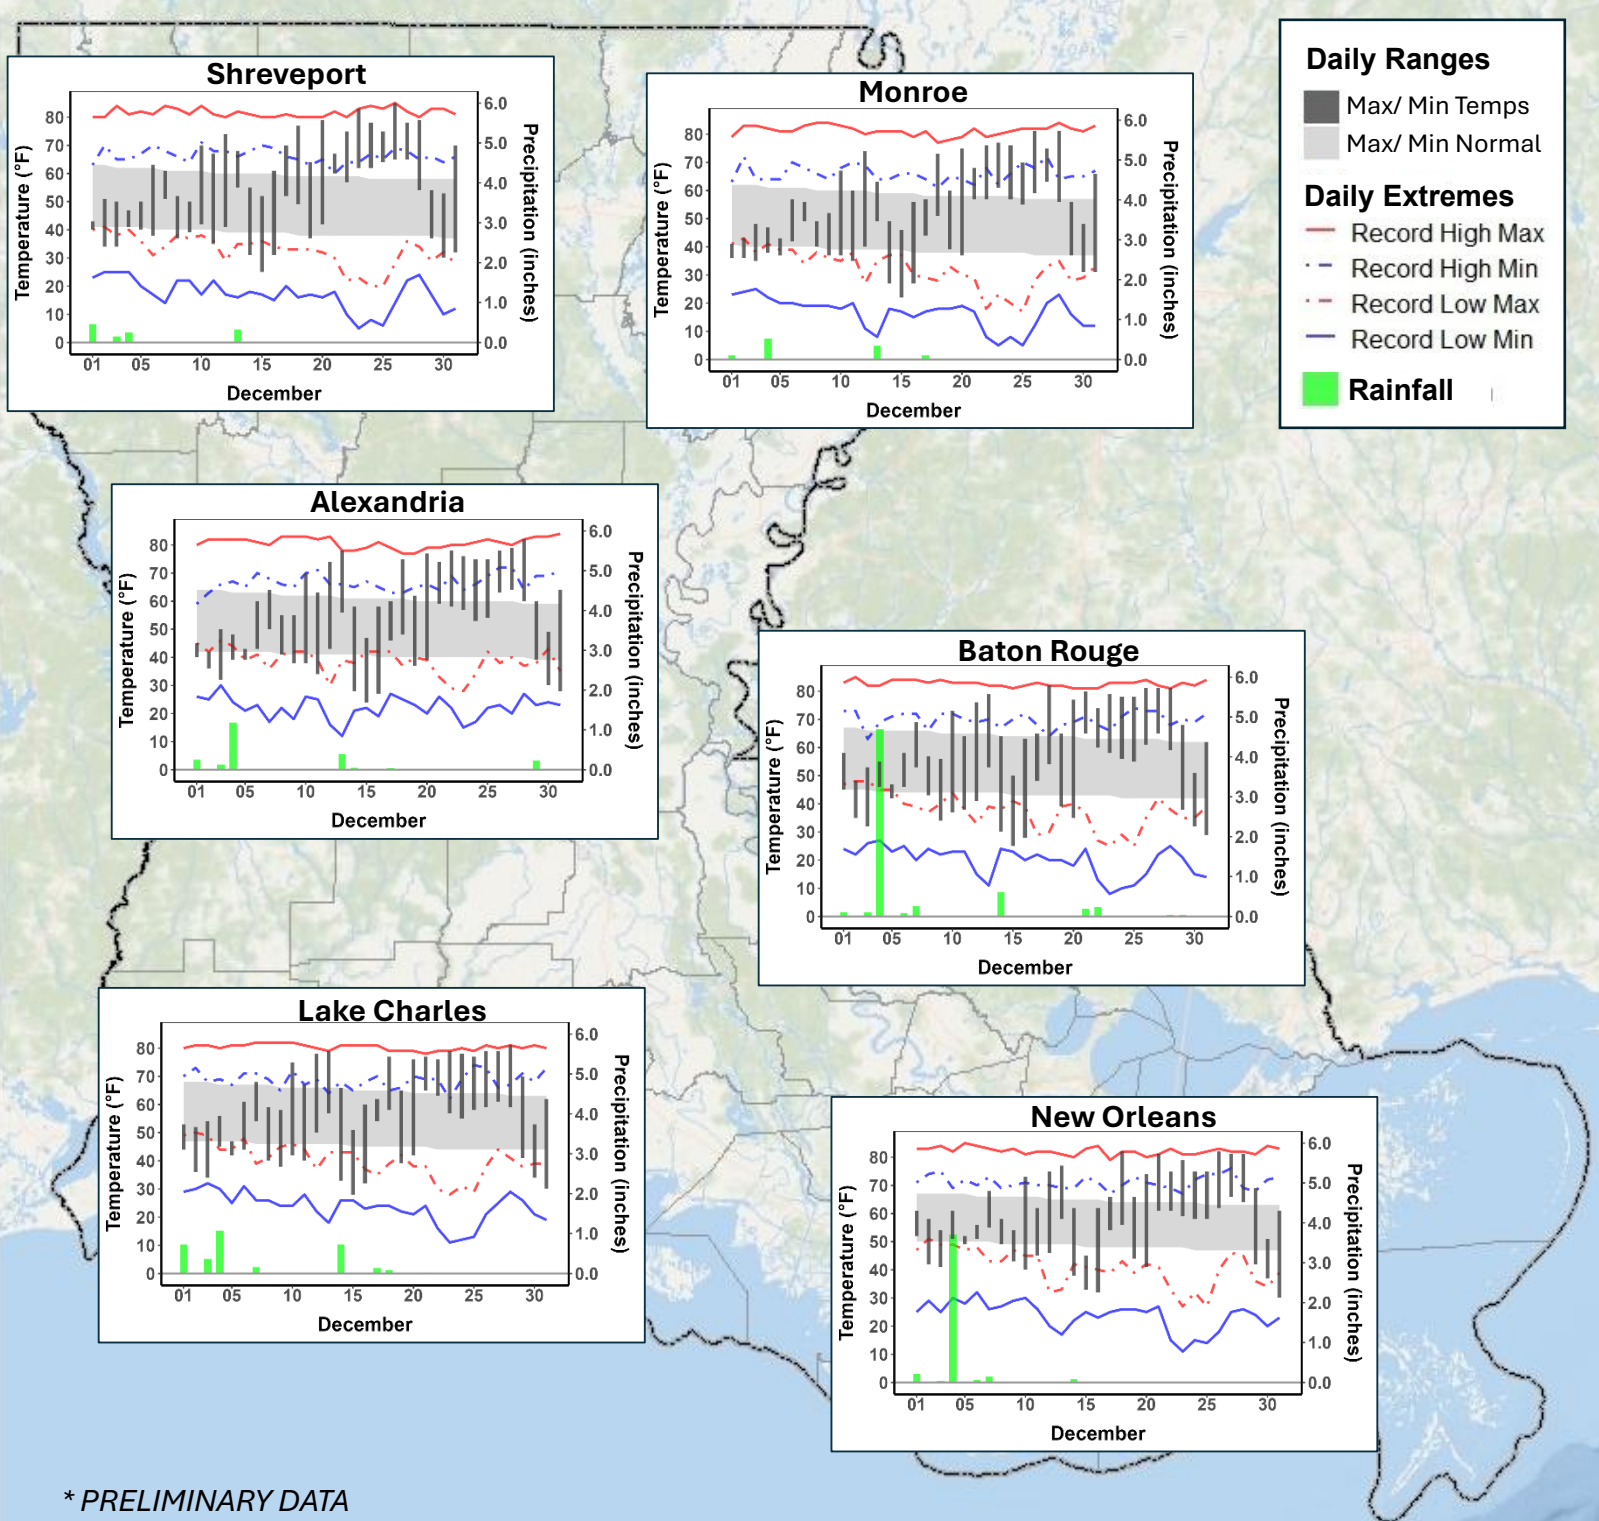 Shreveport
Temperature (°F)
80
70
60
50
40
30
20
10
0
6.0
5.0
4.0
3.0
2.0
1.0
0.0
Precipitation (inches)
01 05 10 15 20 25 30
December
Monroe
Temperature (°F)
80
70
60
50
40
30
20
10
0
6.0
5.0
4.0
3.0
2.0
1.0
0.0
Precipitation (inches)
01 05 10 15 20 25 30
December
Daily Ranges
Max/ Min Temps
Max/ Min Normal
Daily Extremes
Record High Max
Record High Min
Record Low Max
Record Low Min
Rainfall
Alexandria
Temperature (°F)
80
70
60
50
40
30
20
10
0
6.0
5.0
4.0
3.0
2.0
1.0
0.0
Precipitation (inches)
01 05 10 15 20 25 30
December
Baton Rouge
Temperature (°F)
80
70
60
50
40
30
20
10
0
6.0
5.0
4.0
3.0
2.0
1.0
0.0
Precipitation (inches)
01 05 10 15 20 25 30
December
Lake Charles
Temperature (°F)
80
70
60
50
40
30
20
10
0
6.0
5.0
4.0
3.0
2.0
1.0
0.0
Precipitation (inches)
01 05 10 15 20 25 30
December
New Orleans
Temperature (°F)
80
70
60
50
40
30
20
10
0
6.0
5.0
4.0
3.0
2.0
1.0
0.0
Precipitation (inches)
01 05 10 15 20 25 30
December
* PRELIMINARY DATA